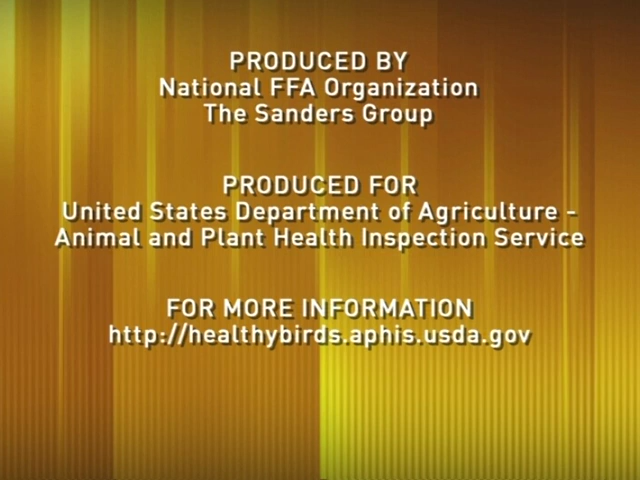 PRODUCED BY
National FFA Organization
The Sanders Group
PRODUCED FOR
United States Department of Agriculture -
Animal and Plant Health Inspection Service
FOR MORE INFORMATION
http://healthybirds.aphis.usda.gov